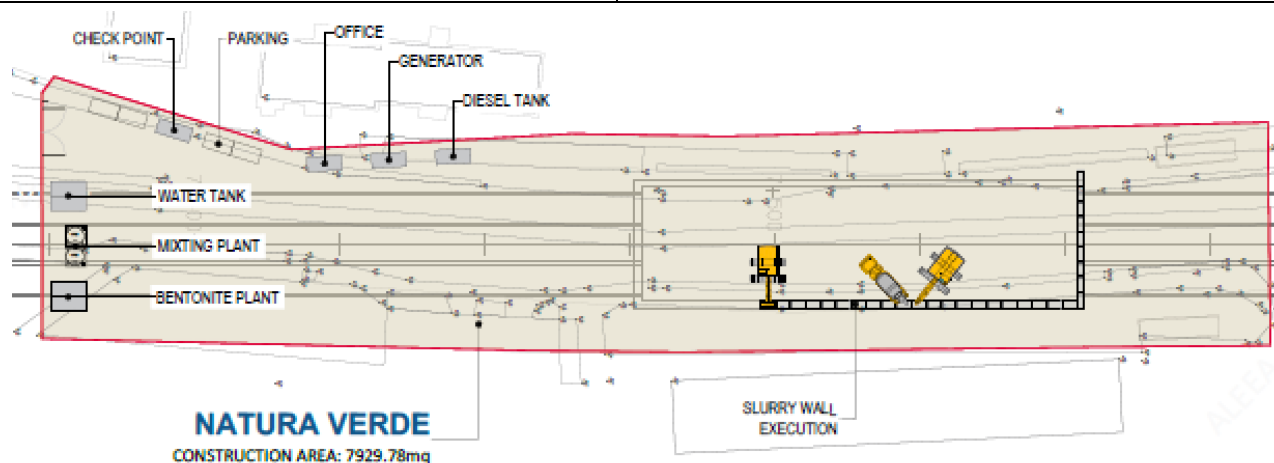 CHECK POINT
PARKING
OFFICE
GENERATOR
DIESEL TANK
WATER TANK
MIXTING PLANT
BENTONITE PLANT
NATURA VERDE
CONSTRUCTION AREA: 7929.78mq
SLURRY WALL
EXECUTION